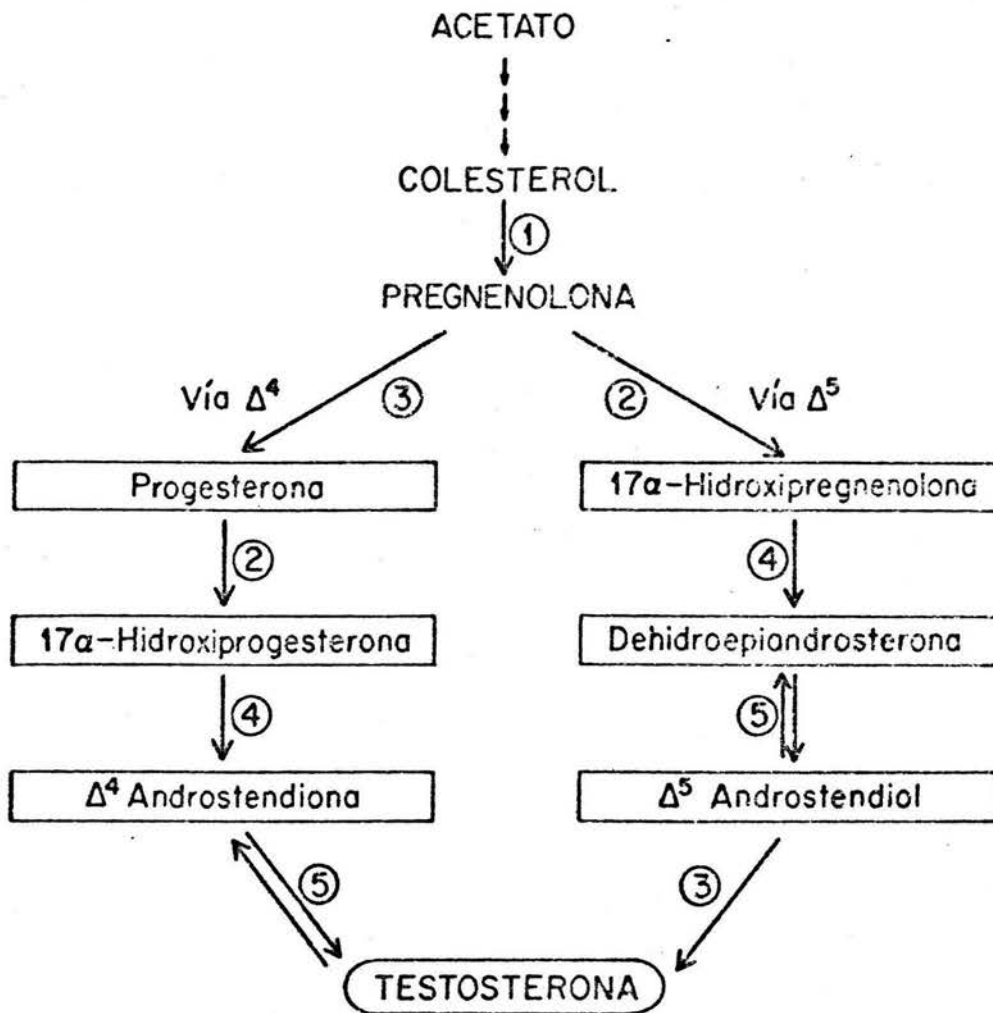 ACETATO
COLESTEROL.
①
PREGNENOLONA
Vía Δ⁴
③
②
Vía Δ⁵
Progesterona
17α-Hidroxipregnenolona
②
④
17α-Hidroxiprogesterona
Dehidroepiandrosterona
④
⑤
Δ⁴ Androstendiona
Δ⁵ Androstendiol
⑤
③
TESTOSTERONA